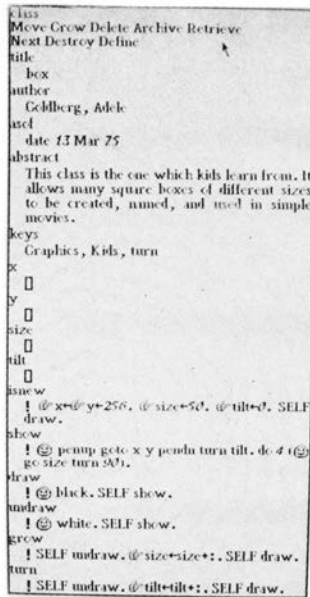 class
Move Grow Delete Archive Retrieve
Next Destroy Define
title
box
author
Goldberg, Adele
asof
date 13 Mar 75
abstract
This class is the one which kids learn from. It
allows many square boxes of different sizes
to be created, named, and used in simple
movies.
keys
Graphics, Kids, turn
x
▯
y
▯
size
▯
tilt
▯
isnew
! ☞x←☞y←256. ☞size←50. ☞tilt←0. SELF
draw.
show
! ☺ penup goto x y pendn turn tilt. do 4 (☺
go size turn 90).
draw
! ☺ black. SELF show.
undraw
! ☺ white. SELF show.
grow
! SELF undraw. ☞size←size+:. SELF draw.
turn
! SELF undraw. ☞tilt←tilt+:. SELF draw.